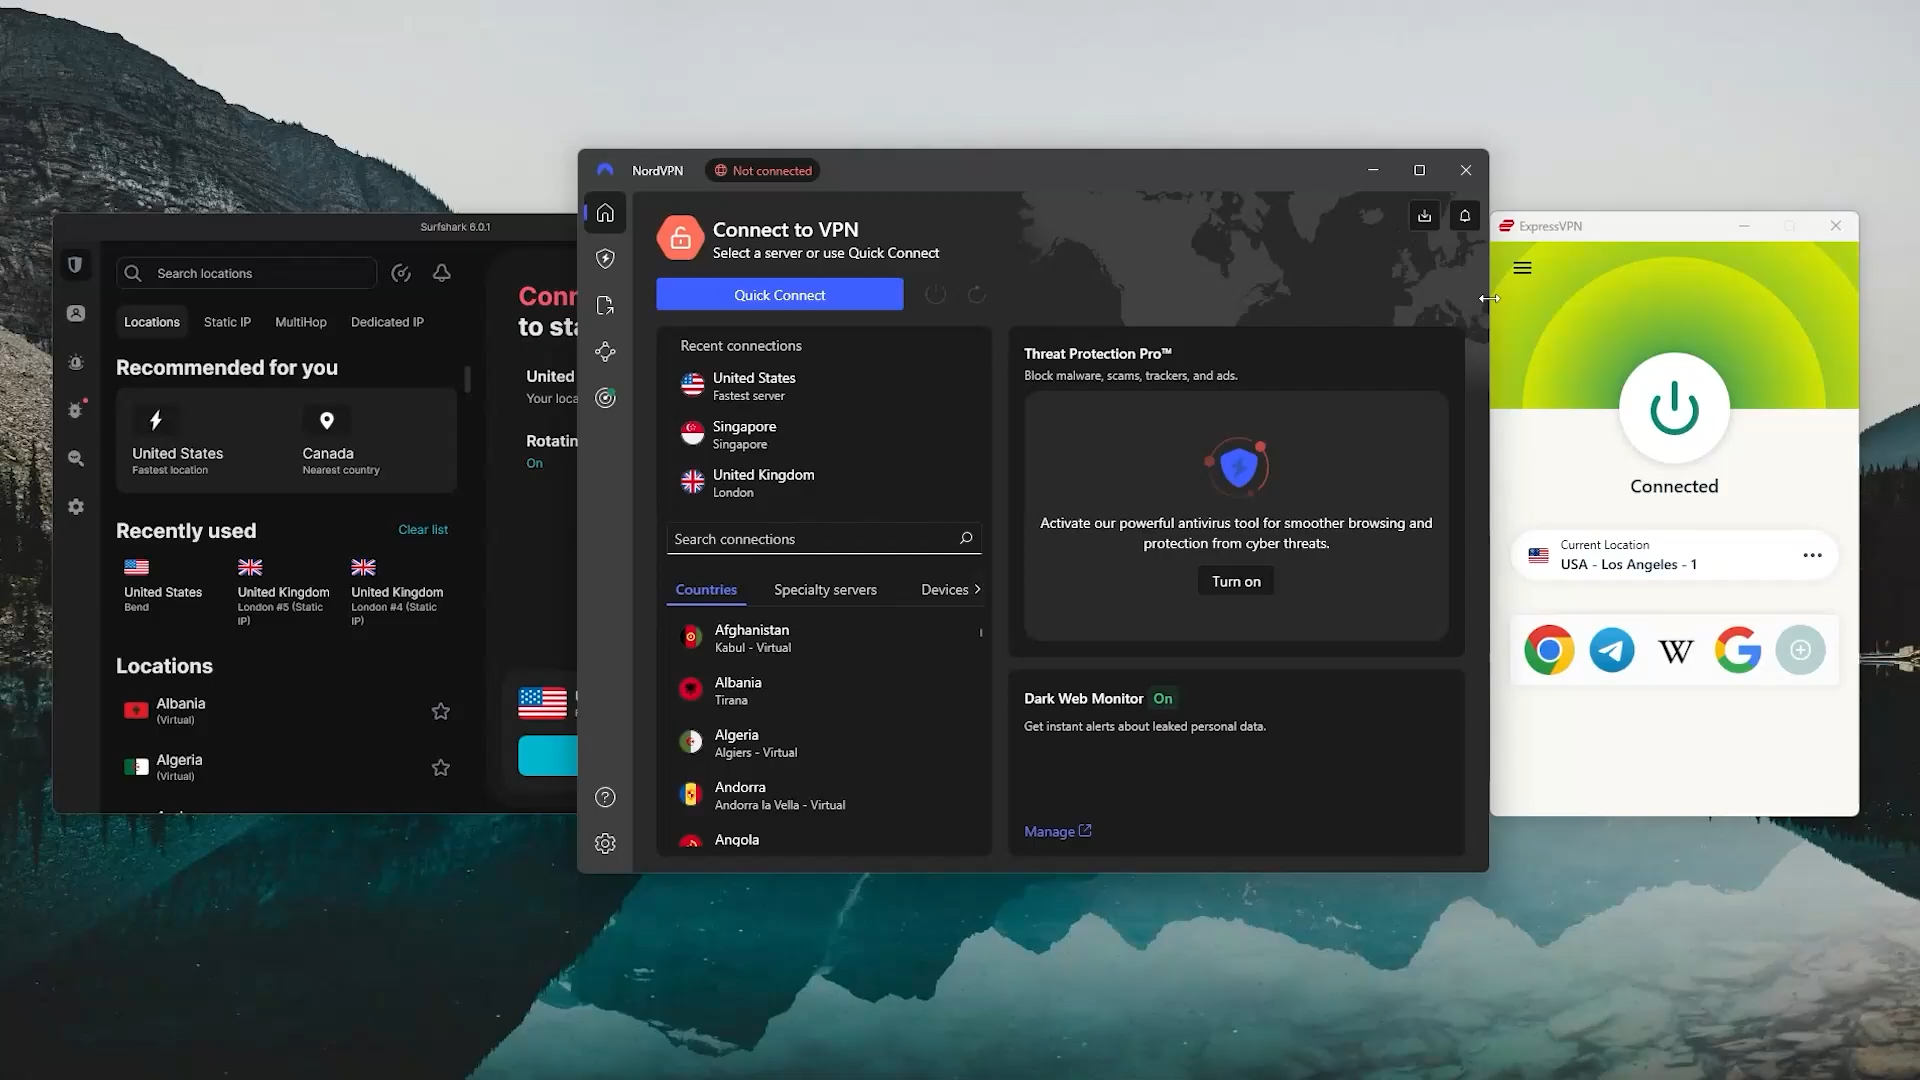 Surfshark 6.0.1
Search locations
Locations
Static IP
MultiHop
Dedicated IP
Recommended for you
United States
Fastest location
Canada
Nearest country
Recently used
Clear list
United States
Bend
United Kingdom
London #5 (Static
IP)
United Kingdom
London #4 (Static
IP)
Locations
Albania
(Virtual)
Algeria
(Virtual)
Conn
to sta
United
Your loca
Rotatin
On
NordVPN
Not connected
Connect to VPN
Select a server or use Quick Connect
Quick Connect
Recent connections
United States
Fastest server
Singapore
Singapore
United Kingdom
London
Search connections
Countries
Specialty servers
Devices
Afghanistan
Kabul - Virtual
Albania
Tirana
Algeria
Algiers - Virtual
Andorra
Andorra la Vella - Virtual
Angola
Threat Protection Pro™
Block malware, scams, trackers, and ads.
Activate our powerful antivirus tool for smoother browsing and
protection from cyber threats.
Turn on
Dark Web Monitor On
Get instant alerts about leaked personal data.
Manage
ExpressVPN
Connected
Current Location
USA - Los Angeles - 1
W